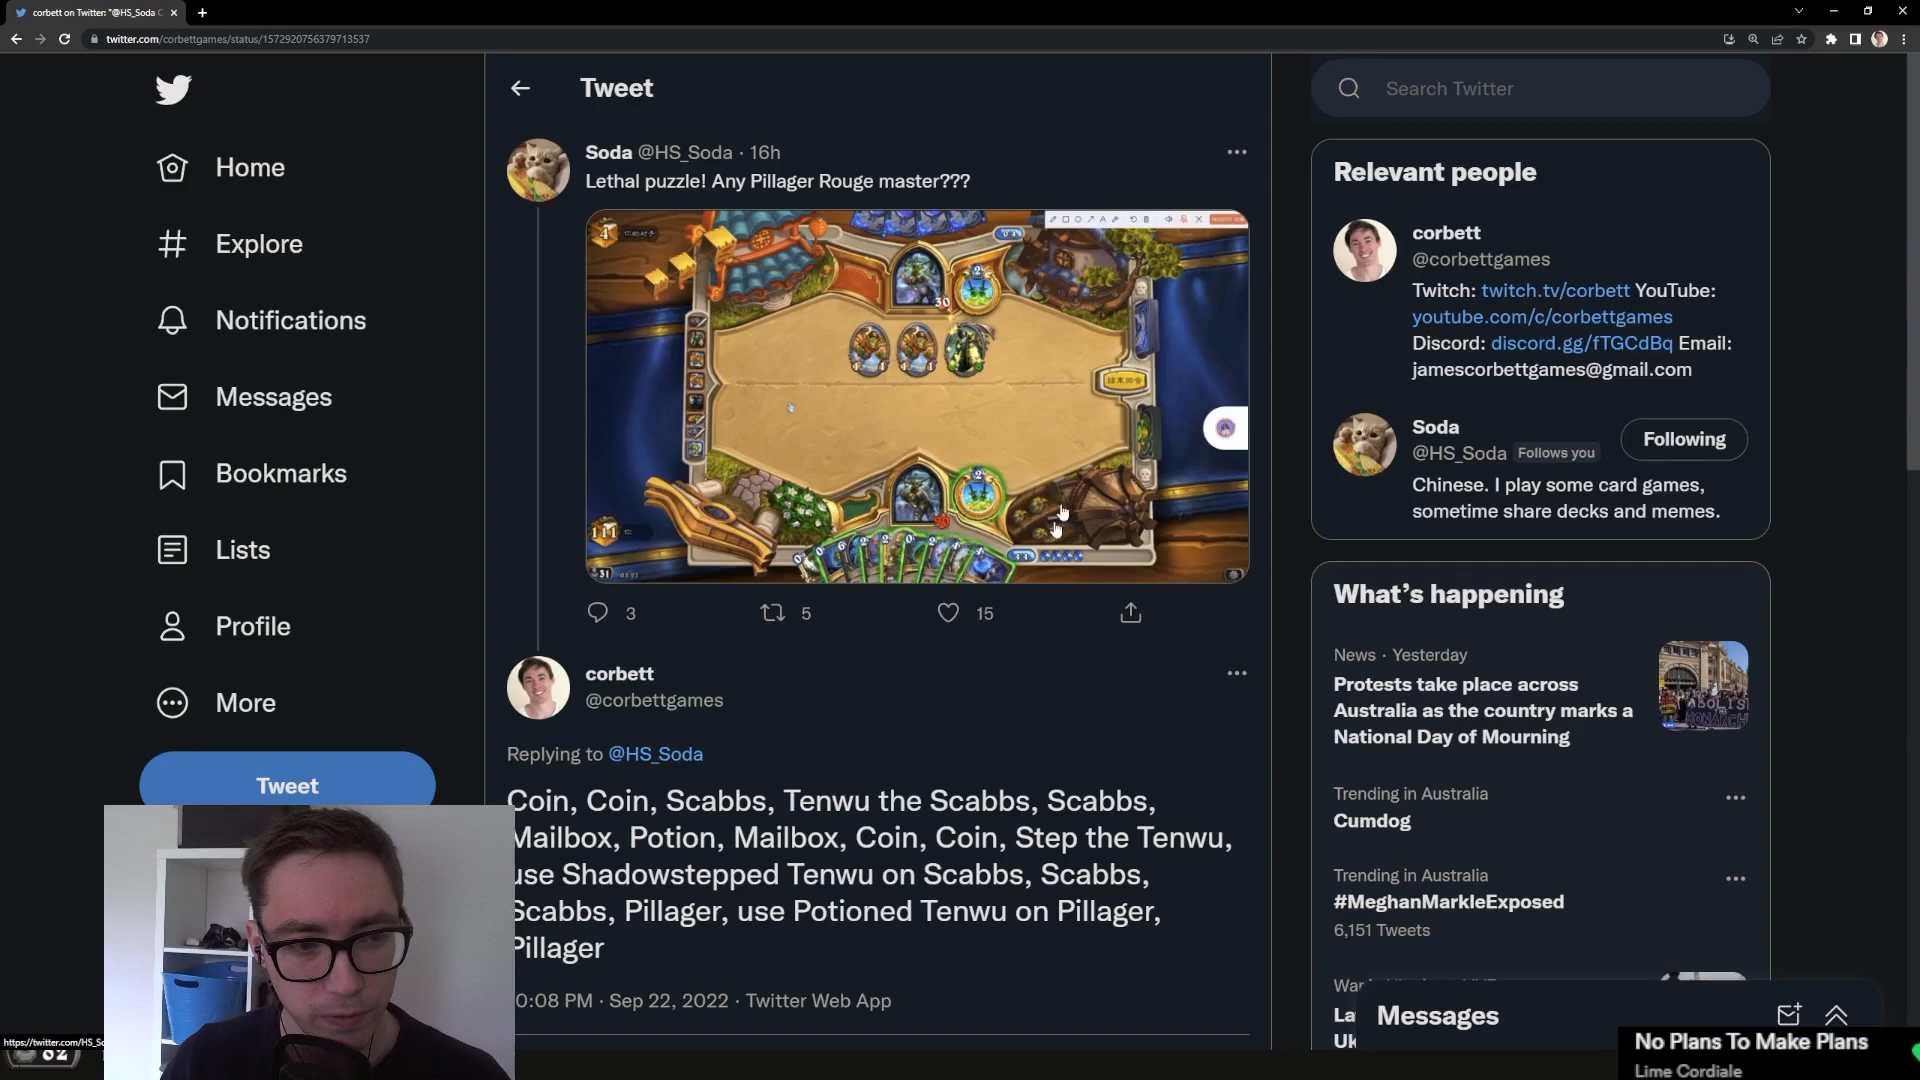 corbett on Twitter: "@HS_Soda C
twitter.com/corbettgames/status/1572920756379713537
Home
Explore
Notifications
Messages
Bookmarks
Lists
Profile
More
Tweet
Tweet
Soda @HS_Soda · 16h
Lethal puzzle! Any Pillager Rouge master???
3
5
15
corbett
@corbettgames
Replying to @HS_Soda
Coin, Coin, Scabbs, Tenwu the Scabbs, Scabbs,
Mailbox, Potion, Mailbox, Coin, Coin, Step the Tenwu,
use Shadowstepped Tenwu on Scabbs, Scabbs,
Scabbs, Pillager, use Potioned Tenwu on Pillager,
Pillager
0:08 PM · Sep 22, 2022 · Twitter Web App
Search Twitter
Relevant people
corbett
@corbettgames
Twitch: twitch.tv/corbett YouTube:
youtube.com/c/corbettgames
Discord: discord.gg/fTGCdBq Email:
jamescorbettgames@gmail.com
Soda
@HS_Soda Follows you
Following
Chinese. I play some card games,
sometime share decks and memes.
What's happening
News · Yesterday
Protests take place across
Australia as the country marks a
National Day of Mourning
Trending in Australia
Cumdog
Trending in Australia
#MeghanMarkleExposed
6,151 Tweets
Messages
https://twitter.com/HS_So
No Plans To Make Plans
Lime Cordiale